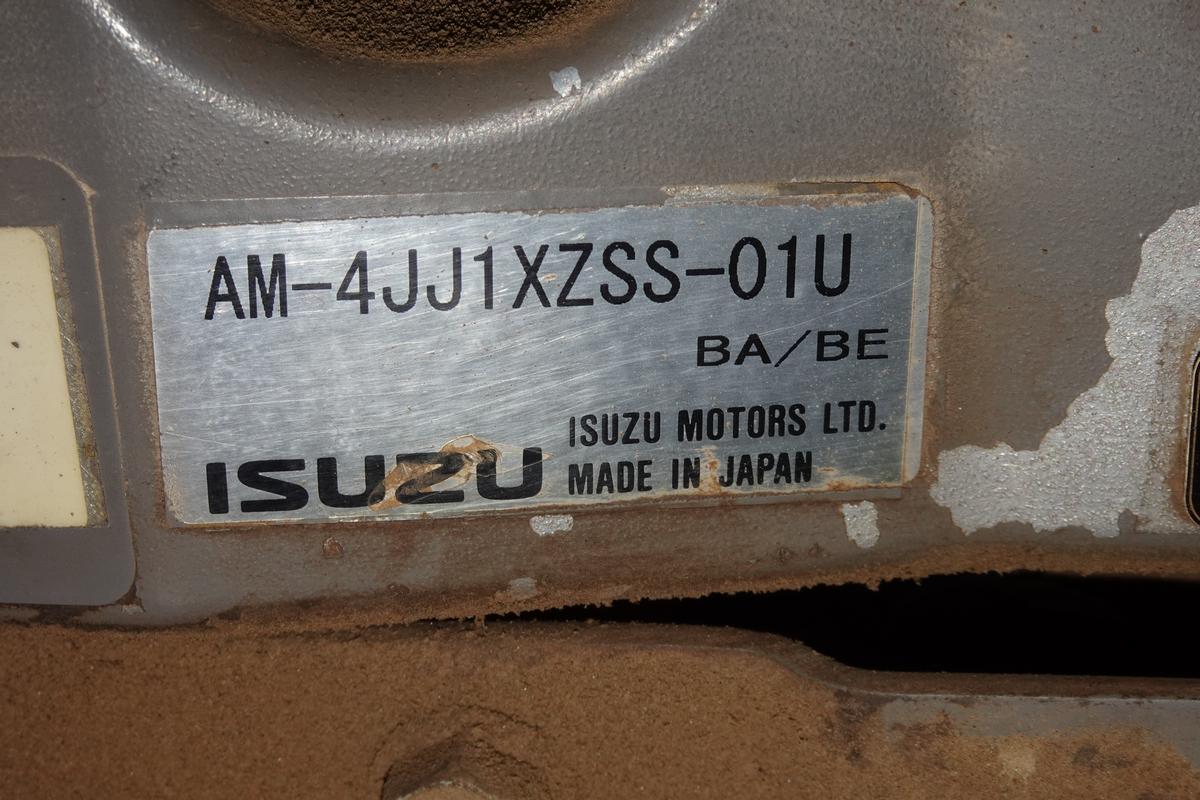 AM-4JJ1XZSS-01U
BA/BE
ISUZU
ISUZU MOTORS LTD.
MADE IN JAPAN